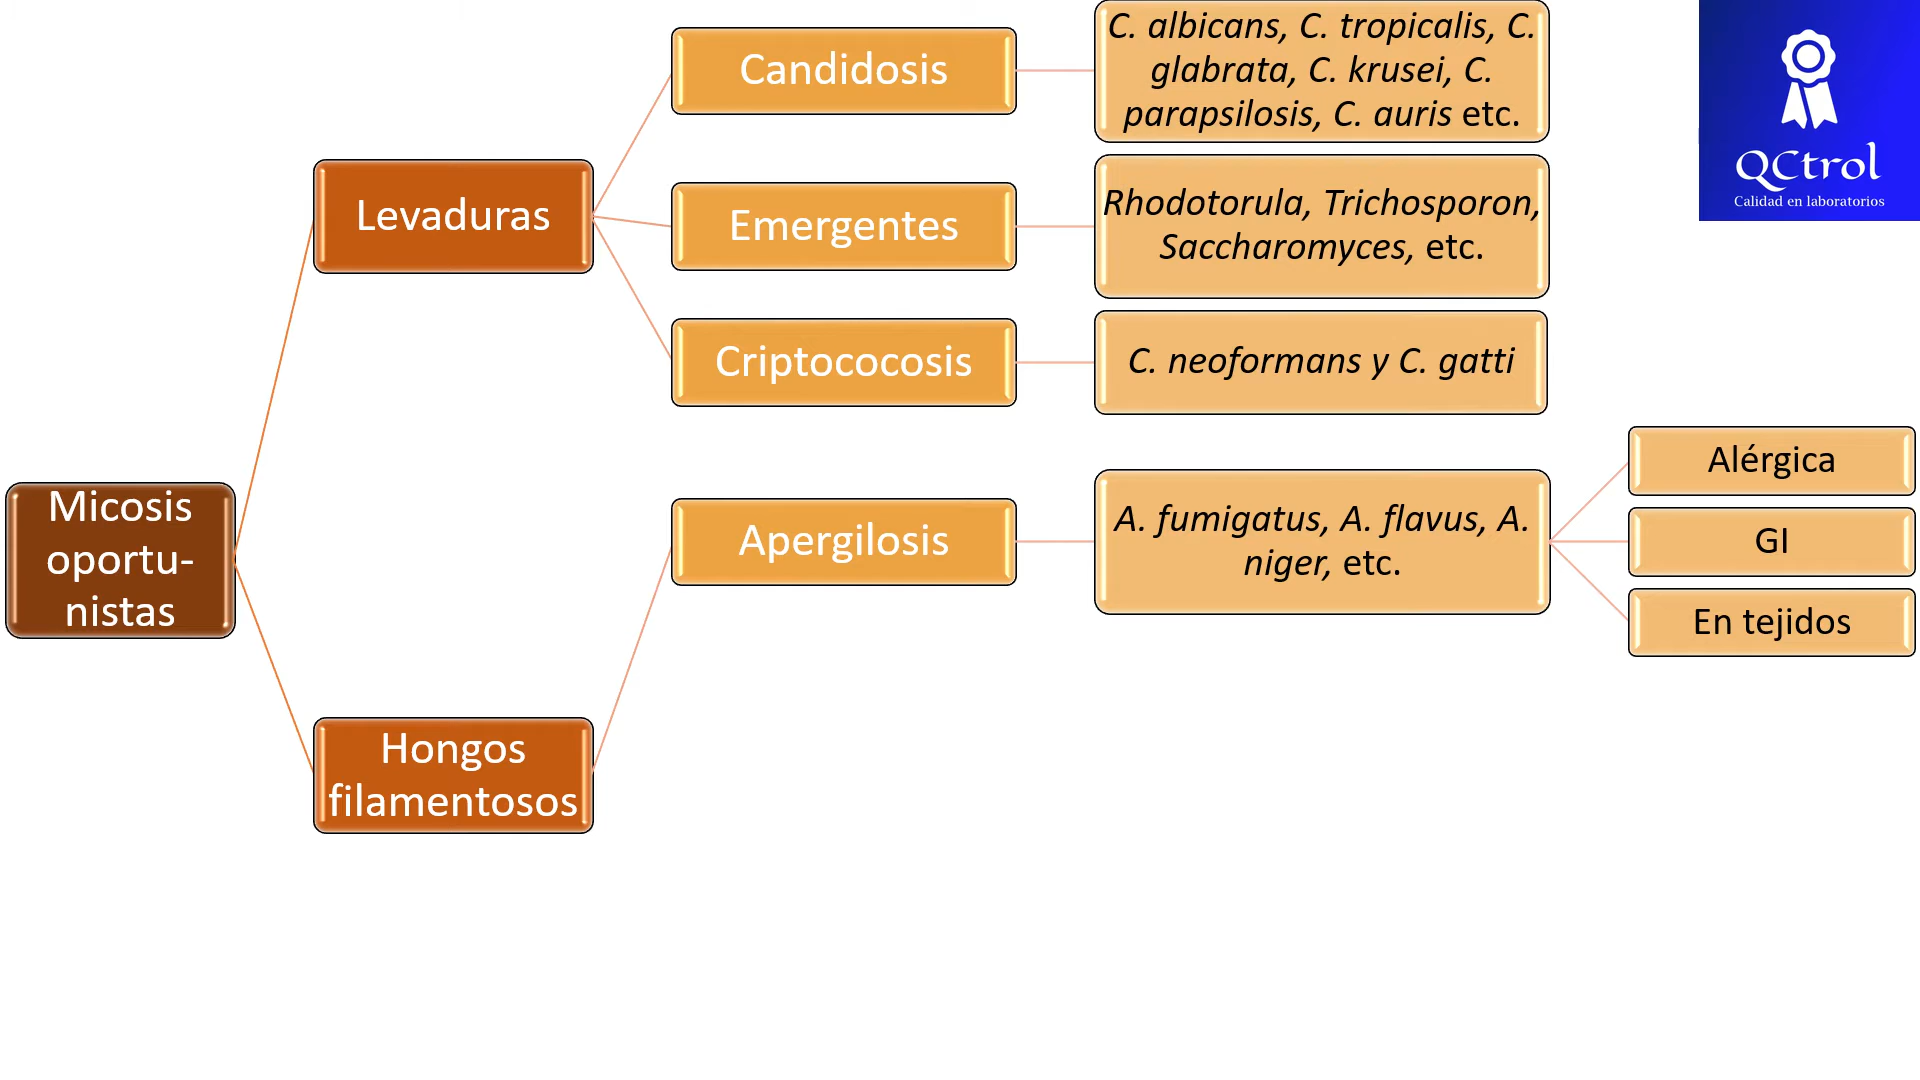 Micosis
oportu-
nistas
Levaduras
Candidosis
C. albicans, C. tropicalis, C.
glabrata, C. krusei, C.
parapsilosis, C. auris etc.
Emergentes
Rhodotorula, Trichosporon,
Saccharomyces, etc.
Criptococosis
C. neoformans y C. gatti
Hongos
filamentosos
Apergilosis
A. fumigatus, A. flavus, A.
niger, etc.
Alérgica
GI
En tejidos
QCtrol
Calidad en laboratorios